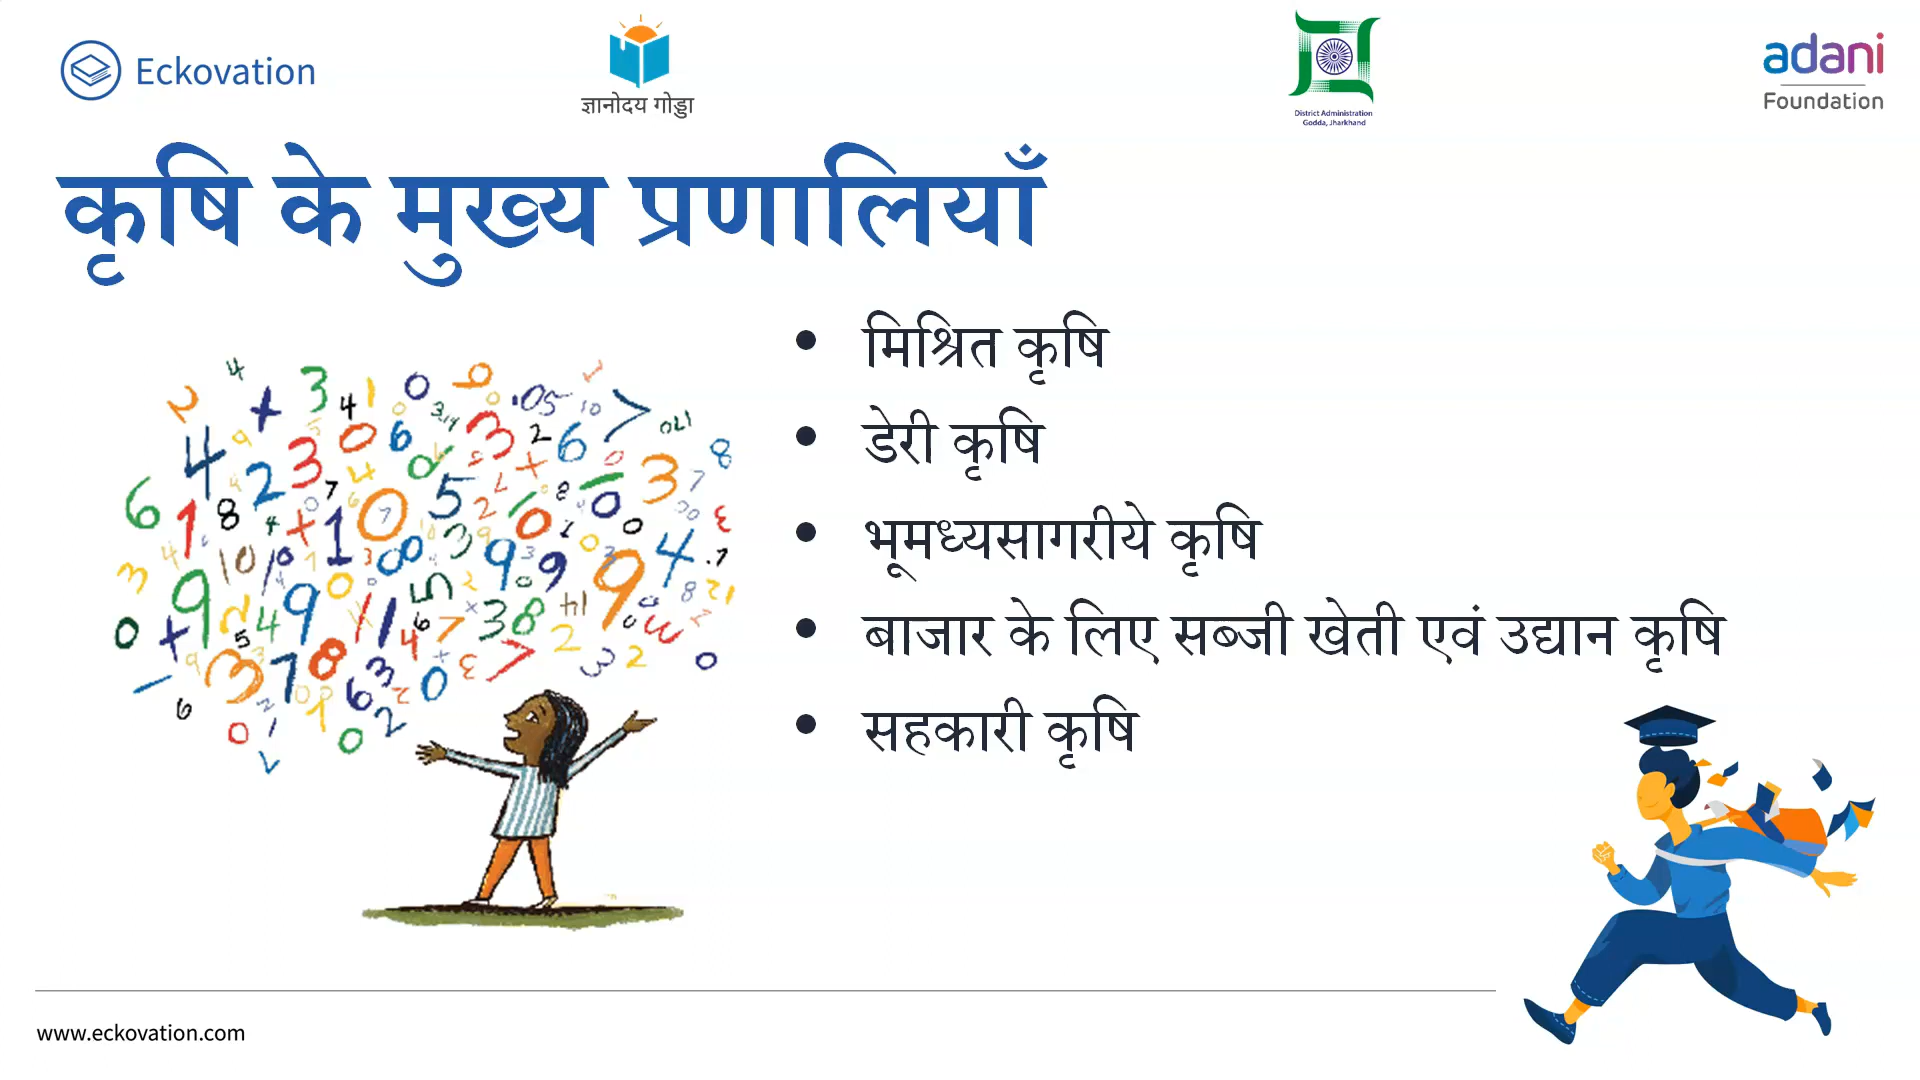 Eckovation
ज्ञानोदय गोड्डा
District Administration
Godda, Jharkhand
adani
Foundation
कृषि के मुख्य प्रणालियाँ
• मिश्रित कृषि
• डेरी कृषि
• भूमध्यसागरीये कृषि
• बाजार के लिए सब्जी खेती एवं उद्यान कृषि
• सहकारी कृषि
www.eckovation.com